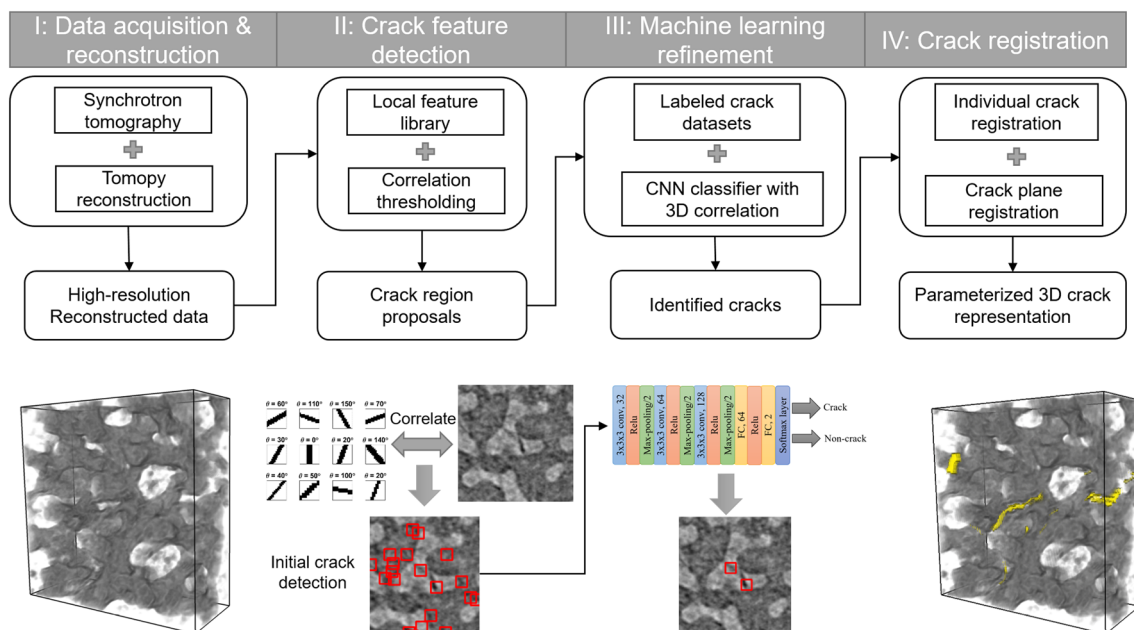 I: Data acquisition &
reconstruction
II: Crack feature
detection
III: Machine learning
refinement
IV: Crack registration
Synchrotron
tomography
Tomopy
reconstruction
High-resolution
Reconstructed data
Local feature
library
Correlation
thresholding
Crack region
proposals
Labeled crack
datasets
CNN classifier with
3D correlation
Identified cracks
Individual crack
registration
Crack plane
registration
Parameterized 3D crack
representation
θ = 60° θ = 110° θ = 150° θ = 70°
θ = 30° θ = 0° θ = 20° θ = 140°
θ = 40° θ = 50° θ = 100° θ = 20°
Correlate
Initial crack
detection
3x3x3 conv, 32
Relu
Max-pooling/2
3x3x3 conv, 64
Relu
Max-pooling/2
3x3x3 conv, 128
Relu
Max-pooling/2
FC, 64
Relu
FC, 2
Softmax layer
Crack
Non-crack